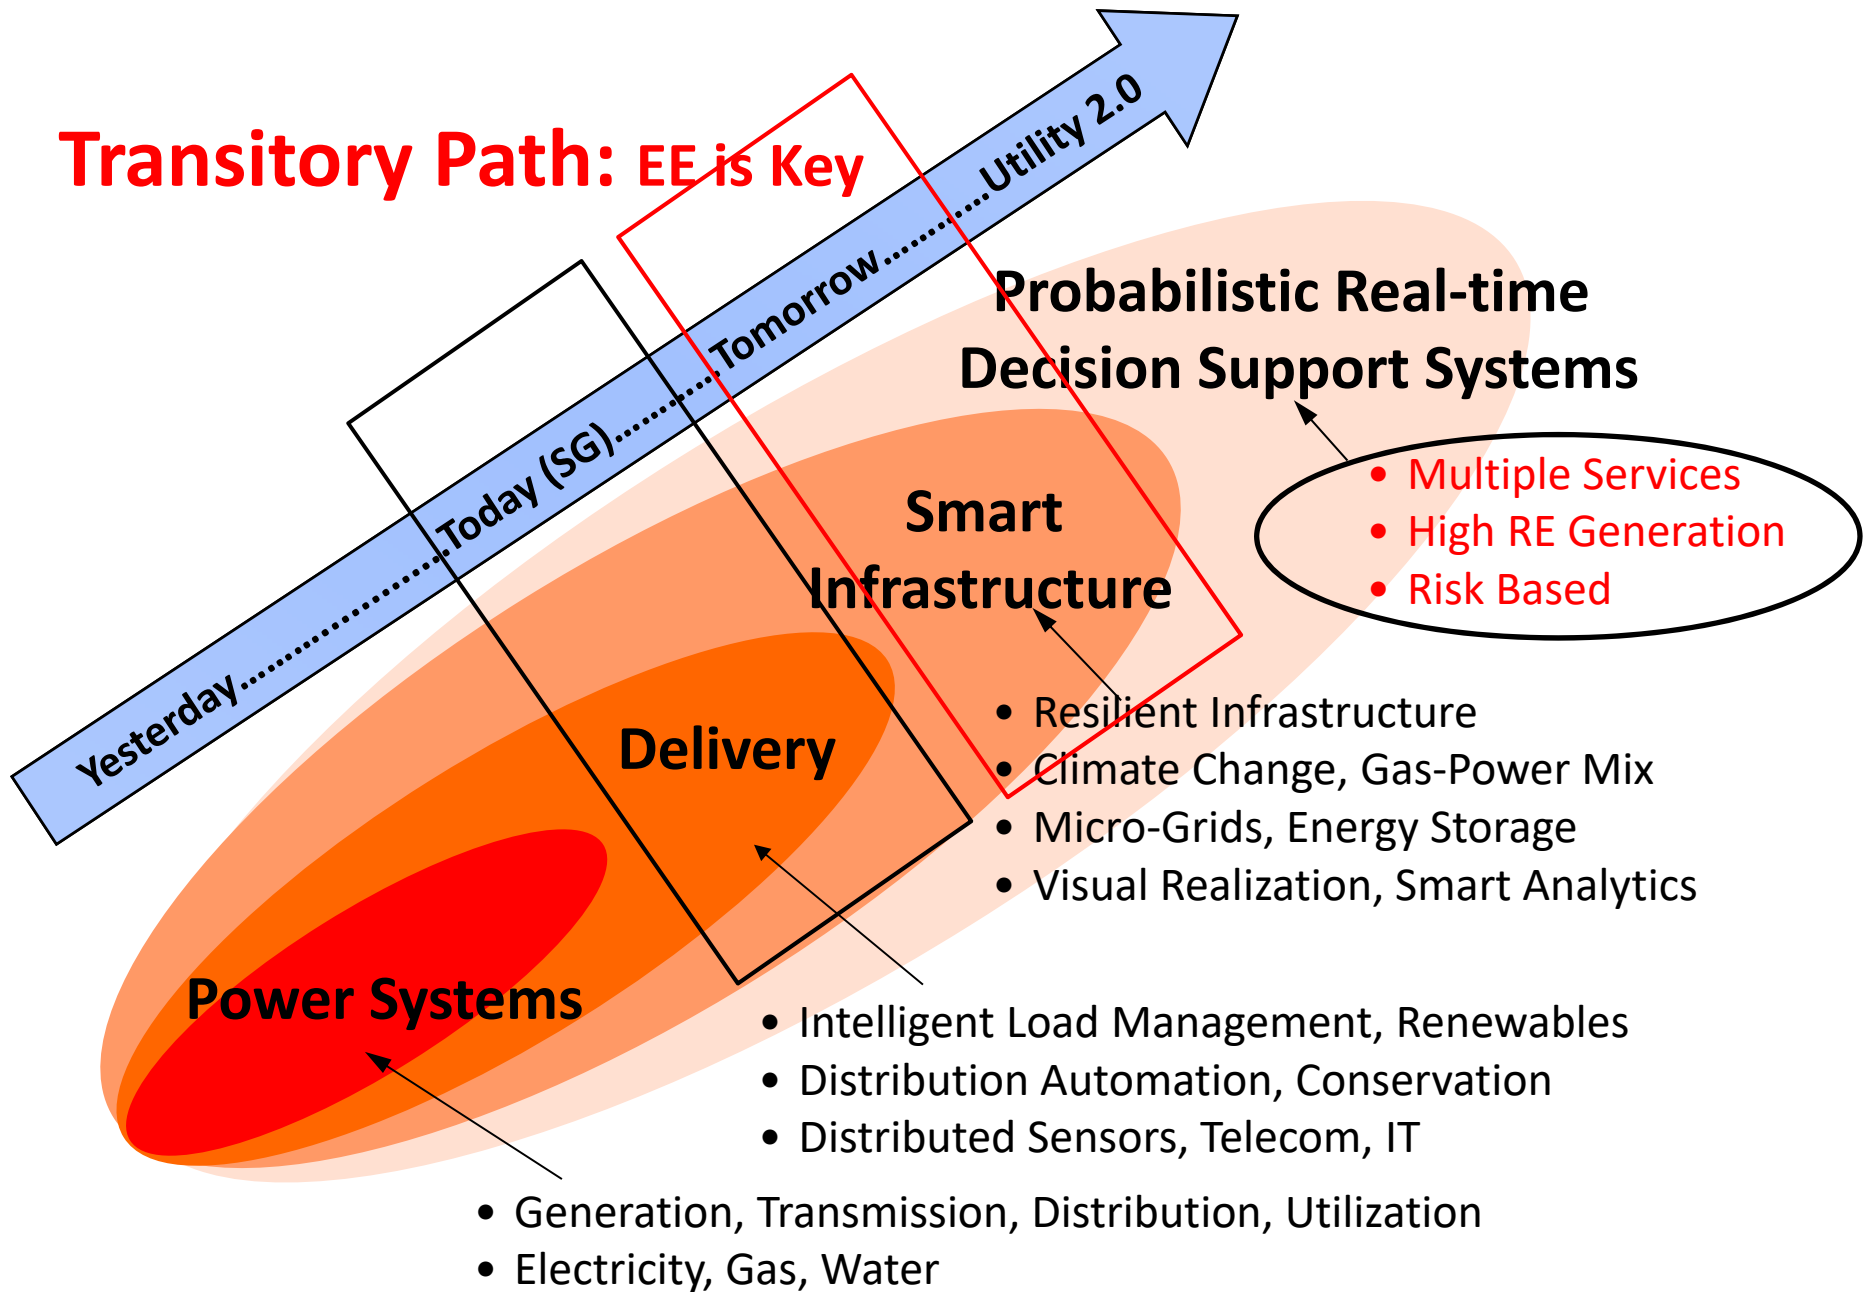 Transitory Path: EE is Key
Yesterday........................Today (SG)............Tomorrow............Utility 2.0
Probabilistic Real-time
Decision Support Systems
• Multiple Services
• High RE Generation
• Risk Based
Smart
Infrastructure
• Resilient Infrastructure
• Climate Change, Gas-Power Mix
• Micro-Grids, Energy Storage
• Visual Realization, Smart Analytics
Delivery
• Intelligent Load Management, Renewables
• Distribution Automation, Conservation
• Distributed Sensors, Telecom, IT
Power Systems
• Generation, Transmission, Distribution, Utilization
• Electricity, Gas, Water